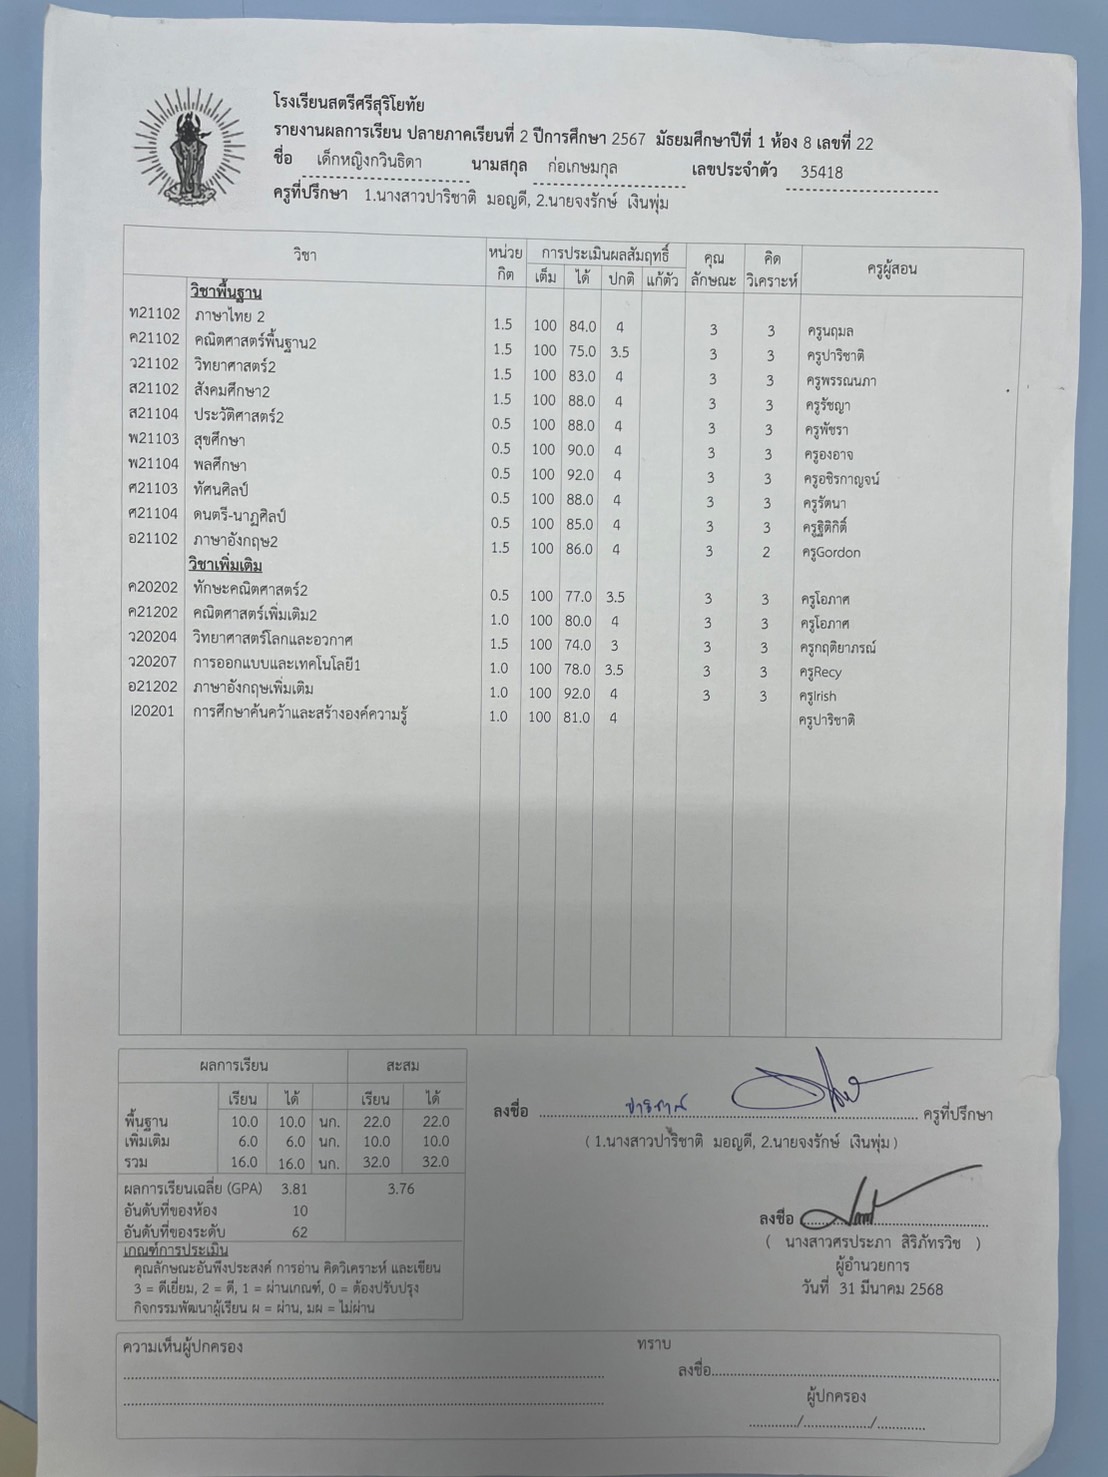 โรงเรียนสตรีศรีสุริโยทัย
รายงานผลการเรียน ปลายภาคเรียนที่ 2 ปีการศึกษา 2567 มัธยมศึกษาปีที่ 1 ห้อง 8 เลขที่ 22
ชื่อ เด็กหญิงกวินธิดา นามสกุล ก่อเกษมกุล เลขประจำตัว 35418
ครูที่ปรึกษา 1.นางสาวปาริชาติ มอญดี, 2.นายจงรักษ์ เงินพุ่ม
วิชา หน่วยกิต การประเมินผลสัมฤทธิ์ คุณลักษณะ คิดวิเคราะห์ ครูผู้สอน
เต็ม ได้ ปกติ แก้ตัว
วิชาพื้นฐาน
ท21102 ภาษาไทย 2 1.5 100 84.0 4 3 3 ครูนฤมล
ค21102 คณิตศาสตร์พื้นฐาน2 1.5 100 75.0 3.5 3 3 ครูปาริชาติ
ว21102 วิทยาศาสตร์2 1.5 100 83.0 4 3 3 ครูพรรณนภา
ส21102 สังคมศึกษา2 1.5 100 88.0 4 3 3 ครูรัชญา
ส21104 ประวัติศาสตร์2 0.5 100 88.0 4 3 3 ครูพัชรา
พ21103 สุขศึกษา 0.5 100 90.0 4 3 3 ครูองอาจ
พ21104 พลศึกษา 0.5 100 92.0 4 3 3 ครูอชิรกาญจน์
ศ21103 ทัศนศิลป์ 0.5 100 88.0 4 3 3 ครูรัตนา
ศ21104 ดนตรี-นาฏศิลป์ 0.5 100 85.0 4 3 3 ครูฐิติกิติ์
อ21102 ภาษาอังกฤษ2 1.5 100 86.0 4 3 2 ครูGordon
วิชาเพิ่มเติม
ค20202 ทักษะคณิตศาสตร์2 0.5 100 77.0 3.5 3 3 ครูโอภาศ
ค21202 คณิตศาสตร์เพิ่มเติม2 1.0 100 80.0 4 3 3 ครูโอภาศ
ว20204 วิทยาศาสตร์โลกและอวกาศ 1.5 100 74.0 3 3 3 ครูกฤติยาภรณ์
ว20207 การออกแบบและเทคโนโลยี1 1.0 100 78.0 3.5 3 3 ครูRecy
อ21202 ภาษาอังกฤษเพิ่มเติม 1.0 100 92.0 4 3 3 ครูIrish
I20201 การศึกษาค้นคว้าและสร้างองค์ความรู้ 1.0 100 81.0 4 ครูปาริชาติ
ผลการเรียน สะสม
เรียน ได้ เรียน ได้
พื้นฐาน 10.0 10.0 นก. 22.0 22.0
เพิ่มเติม 6.0 6.0 นก. 10.0 10.0
รวม 16.0 16.0 นก. 32.0 32.0
ผลการเรียนเฉลี่ย (GPA) 3.81 3.76
อันดับที่ของห้อง 10
อันดับที่ของระดับ 62
เกณฑ์การประเมิน
คุณลักษณะอันพึงประสงค์ การอ่าน คิดวิเคราะห์ และเขียน
3 = ดีเยี่ยม, 2 = ดี, 1 = ผ่านเกณฑ์, 0 = ต้องปรับปรุง
กิจกรรมพัฒนาผู้เรียน ผ = ผ่าน, มผ = ไม่ผ่าน
ลงชื่อ ปาริชาติ ครูที่ปรึกษา
( 1.นางสาวปาริชาติ มอญดี, 2.นายจงรักษ์ เงินพุ่ม )
ลงชื่อ
( นางสาวศรประภา สิริภัทรวิช )
ผู้อำนวยการ
วันที่ 31 มีนาคม 2568
ความเห็นผู้ปกครอง ทราบ
ลงชื่อ
ผู้ปกครอง
/ /